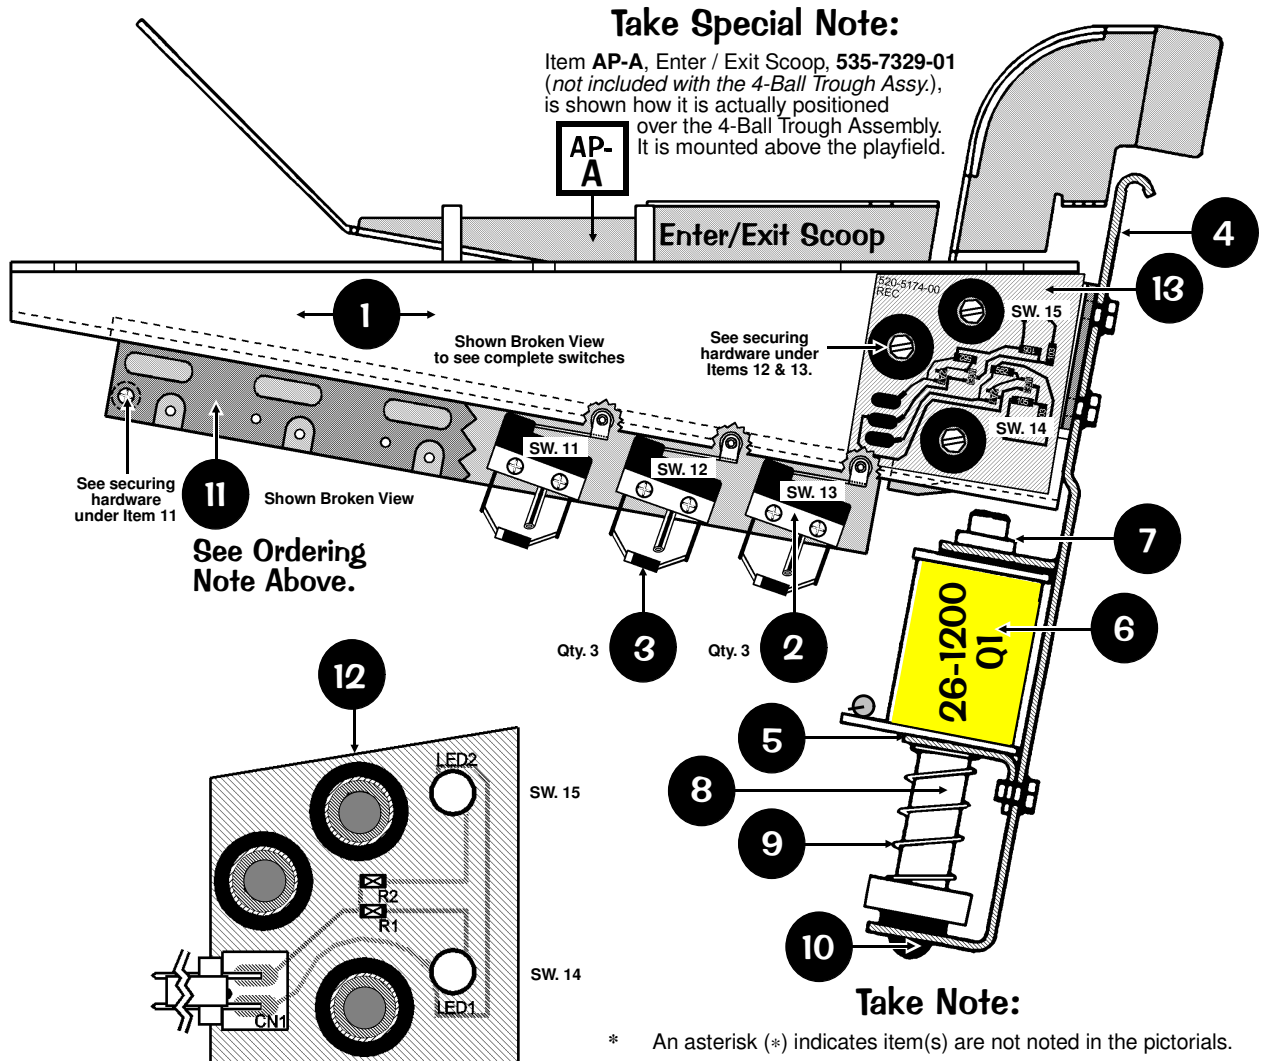 Take Special Note:
Item AP-A, Enter / Exit Scoop, 535-7329-01
(not included with the 4-Ball Trough Assy.),
is shown how it is actually positioned
over the 4-Ball Trough Assembly.
It is mounted above the playfield.
AP-
A
Enter/Exit Scoop
4
13
520-5174-00
REC
SW. 15
1
Shown Broken View
to see complete switches
See securing
hardware under
Items 12 & 13.
SW. 14
SW. 11
SW. 12
SW. 13
See securing
hardware
under Item 11
11
Shown Broken View
See Ordering
Note Above.
7
6
26-1200
Q1
Qty. 3
3
Qty. 3
2
12
5
8
9
10
LED2
SW. 15
R2
R1
SW. 14
LED1
CN1
Take Note:
* An asterisk (*) indicates item(s) are not noted in the pictorials.